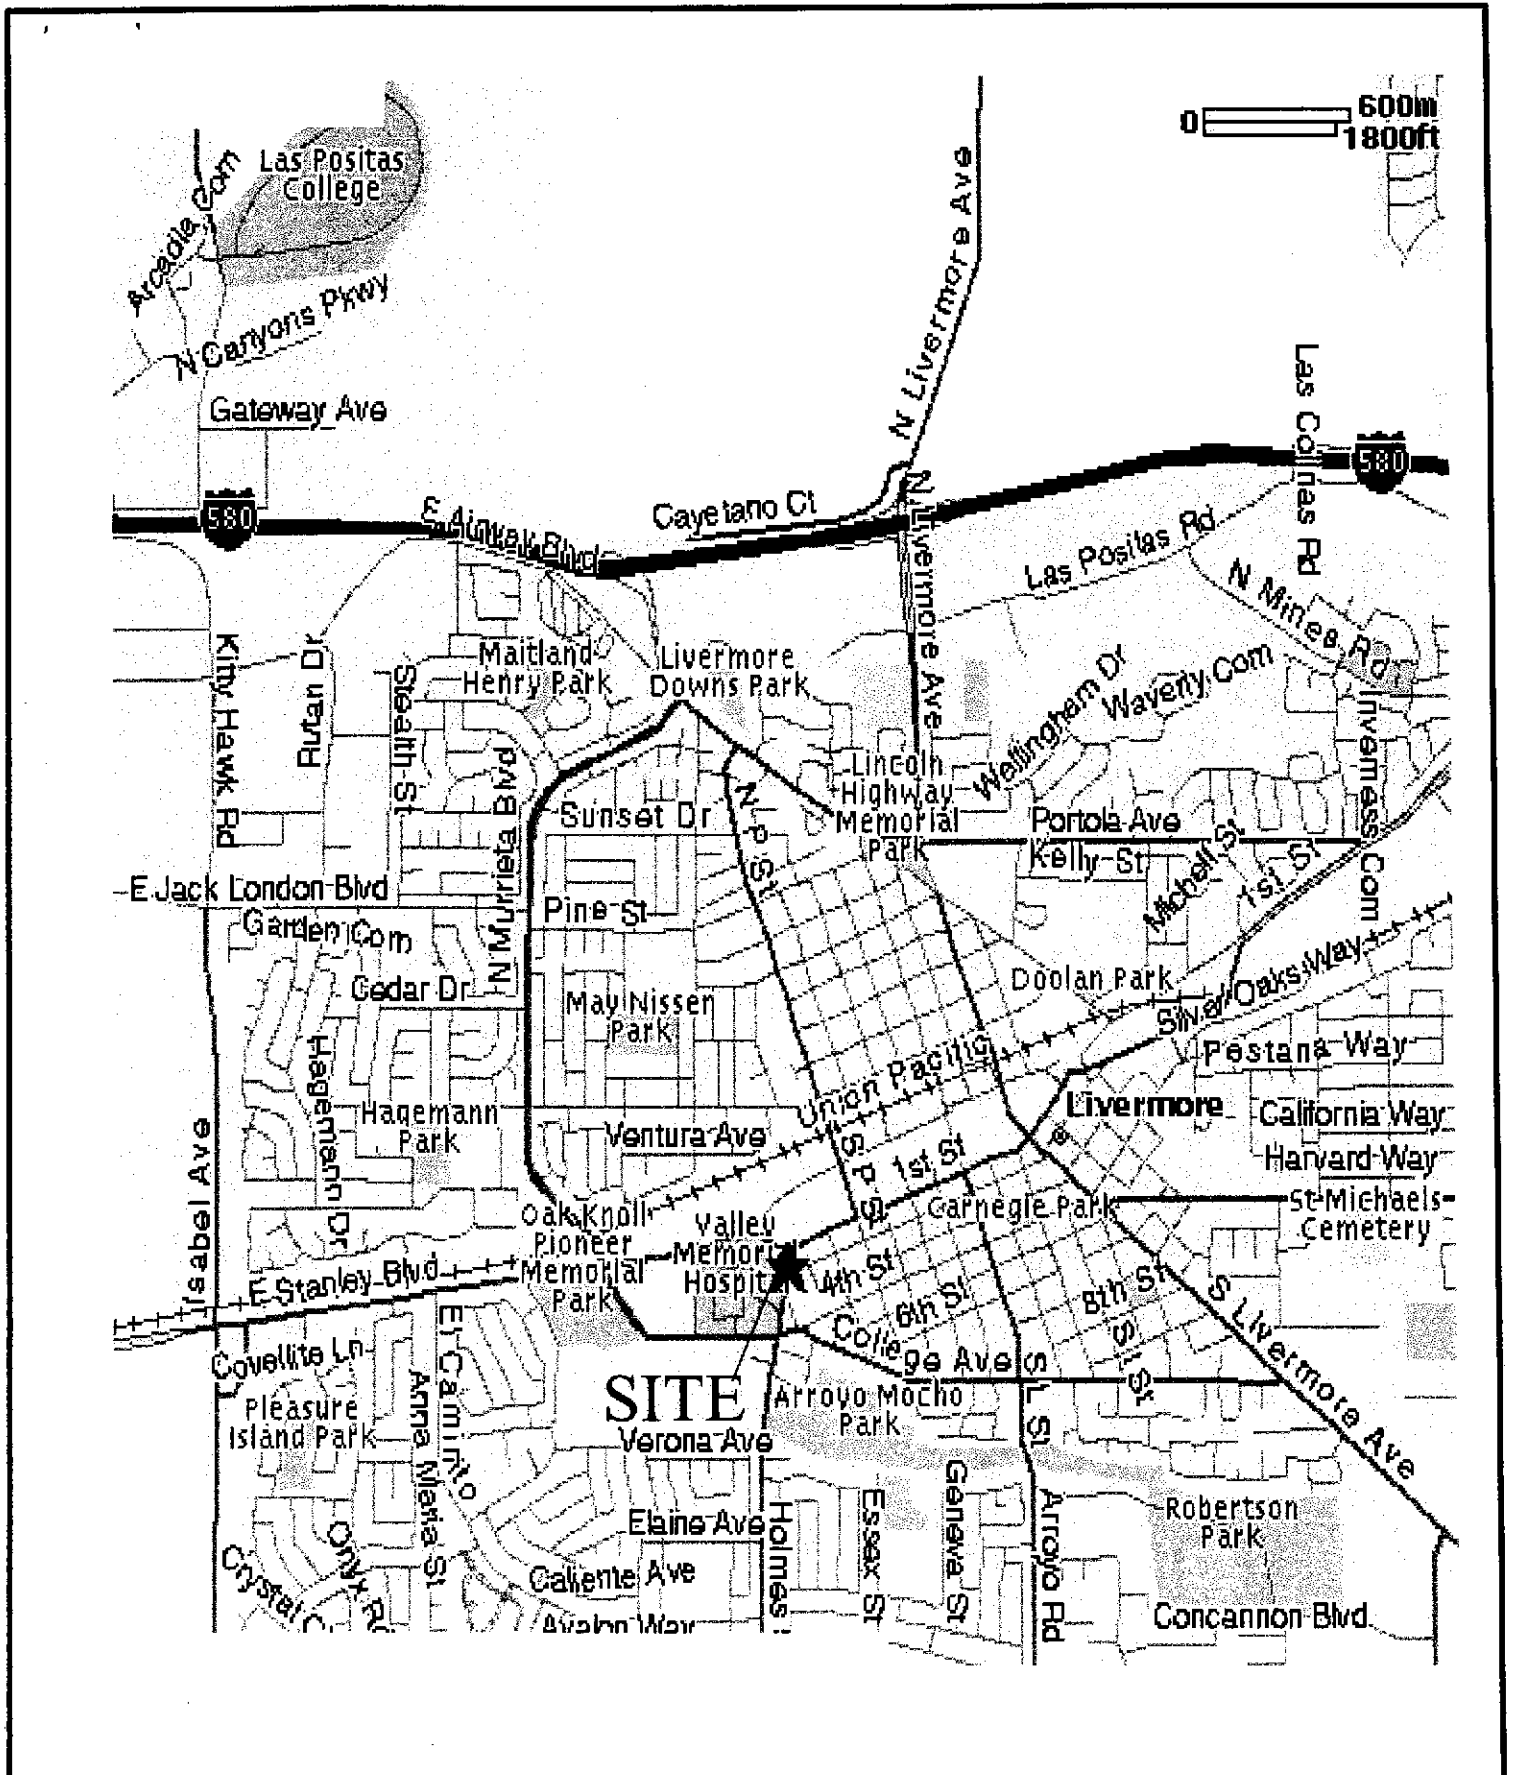 0
600m
1800ft
Las Positas
College
Arcadia Com
N Canyons Pkwy
Gateway Ave
N Livermore Ave
N Livermore Ave
Las Colinas Rd
580
580
E Airway Blvd
Cayetano Ct
N Livermore Ave
Las Positas Rd
N Mines Rd
Kitty Hawk Rd
Rutan Dr
Stealth St
Maitland
Henry Park
Livermore
Downs Park
Wellingham Dr
Waverly Com
Inverness Com
N Murrieta Blvd
Sunset Dr
N P St
Lincoln
Highway
Memorial
Park
Portola Ave
Kelly St
Michell St
1st St
E Jack London Blvd
Garden Com
Pine St
Cedar Dr
May Nissen
Park
Doolan Park
Silver Oaks Way
Pestana Way
Hagemann Dr
Hagemann
Park
Union Pacific
Livermore
California Way
Ventura Ave
Harvard Way
Isabel Ave
S P St
1st St
St
Carnegie Park
St Michaels
Cemetery
Oak Knoll
Pioneer
Memorial
Park
Valley
Memorial
Hospital
E Stanley Blvd
4th St
6th St
8th St
S Livermore Ave
College Ave
S I St
S L St
Covellite Ln
El Caminito
Anna Maria St
SITE
Arroyo Mocho
Park
Pleasure
Island Park
Verona Ave
Elaine Ave
Holmes
Essex St
Geneva St
Arroyo Rd
Robertson
Park
Onyx
Crystal
Caliente Ave
Avalon Way
Concannon Blvd